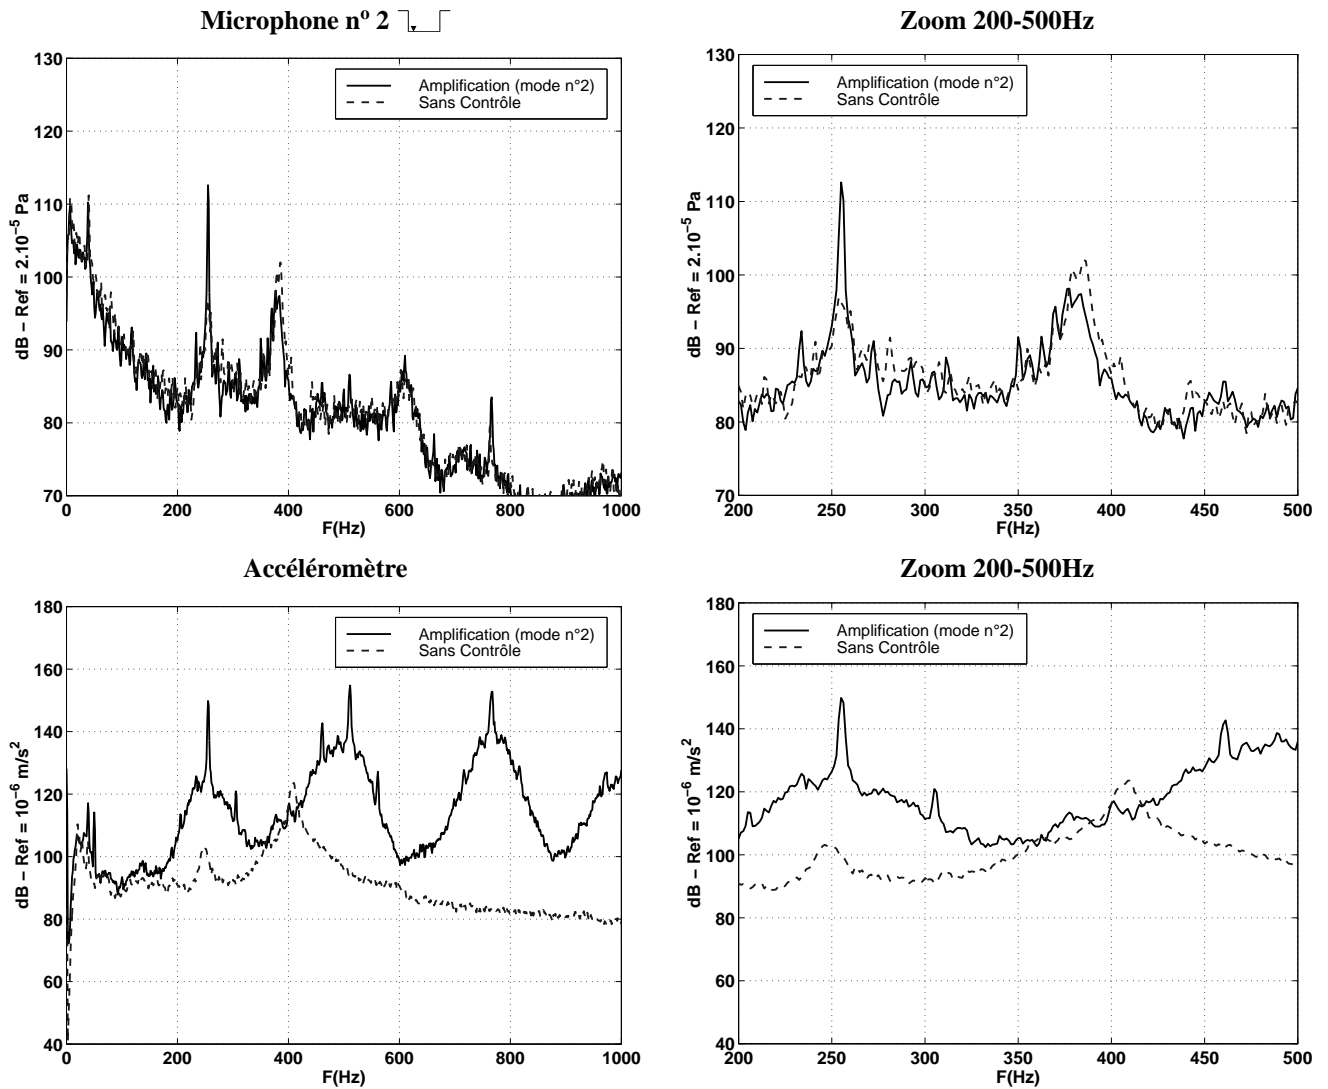 Microphone nº 2
Zoom 200-500Hz
130
120
110
100
90
80
70
dB − Ref = 2.10−5 Pa
Amplification (mode n°2)
Sans Contrôle
0 200 400 600 800 1000
F(Hz)
130
120
110
100
90
80
70
dB − Ref = 2.10−5 Pa
Amplification (mode n°2)
Sans Contrôle
200 250 300 350 400 450 500
F(Hz)
Accéléromètre
Zoom 200-500Hz
180
160
140
120
100
80
60
40
dB − Ref = 10−6 m/s2
Amplification (mode n°2)
Sans Contrôle
0 200 400 600 800 1000
F(Hz)
180
160
140
120
100
80
60
40
dB − Ref = 10−6 m/s2
Amplification (mode n°2)
Sans Contrôle
200 250 300 350 400 450 500
F(Hz)